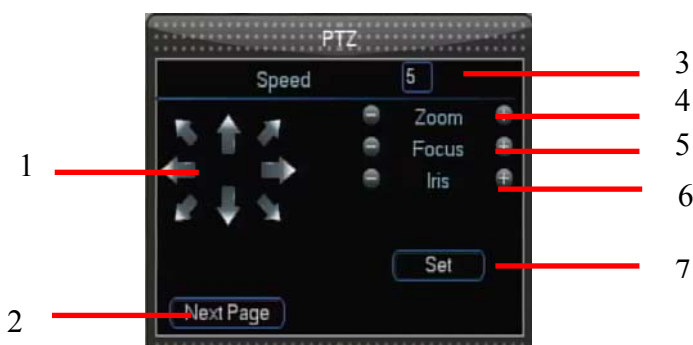 PTZ
Speed 5 3
− Zoom + 4
− Focus + 5
1
− Iris + 6
Set 7
2 Next Page